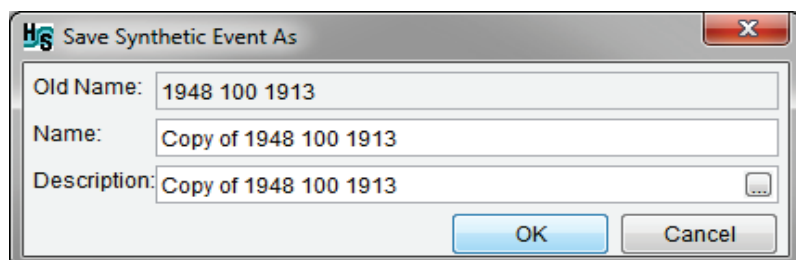 HS Save Synthetic Event As X
Old Name: 1948 100 1913
Name: Copy of 1948 100 1913
Description: Copy of 1948 100 1913 ...
OK Cancel